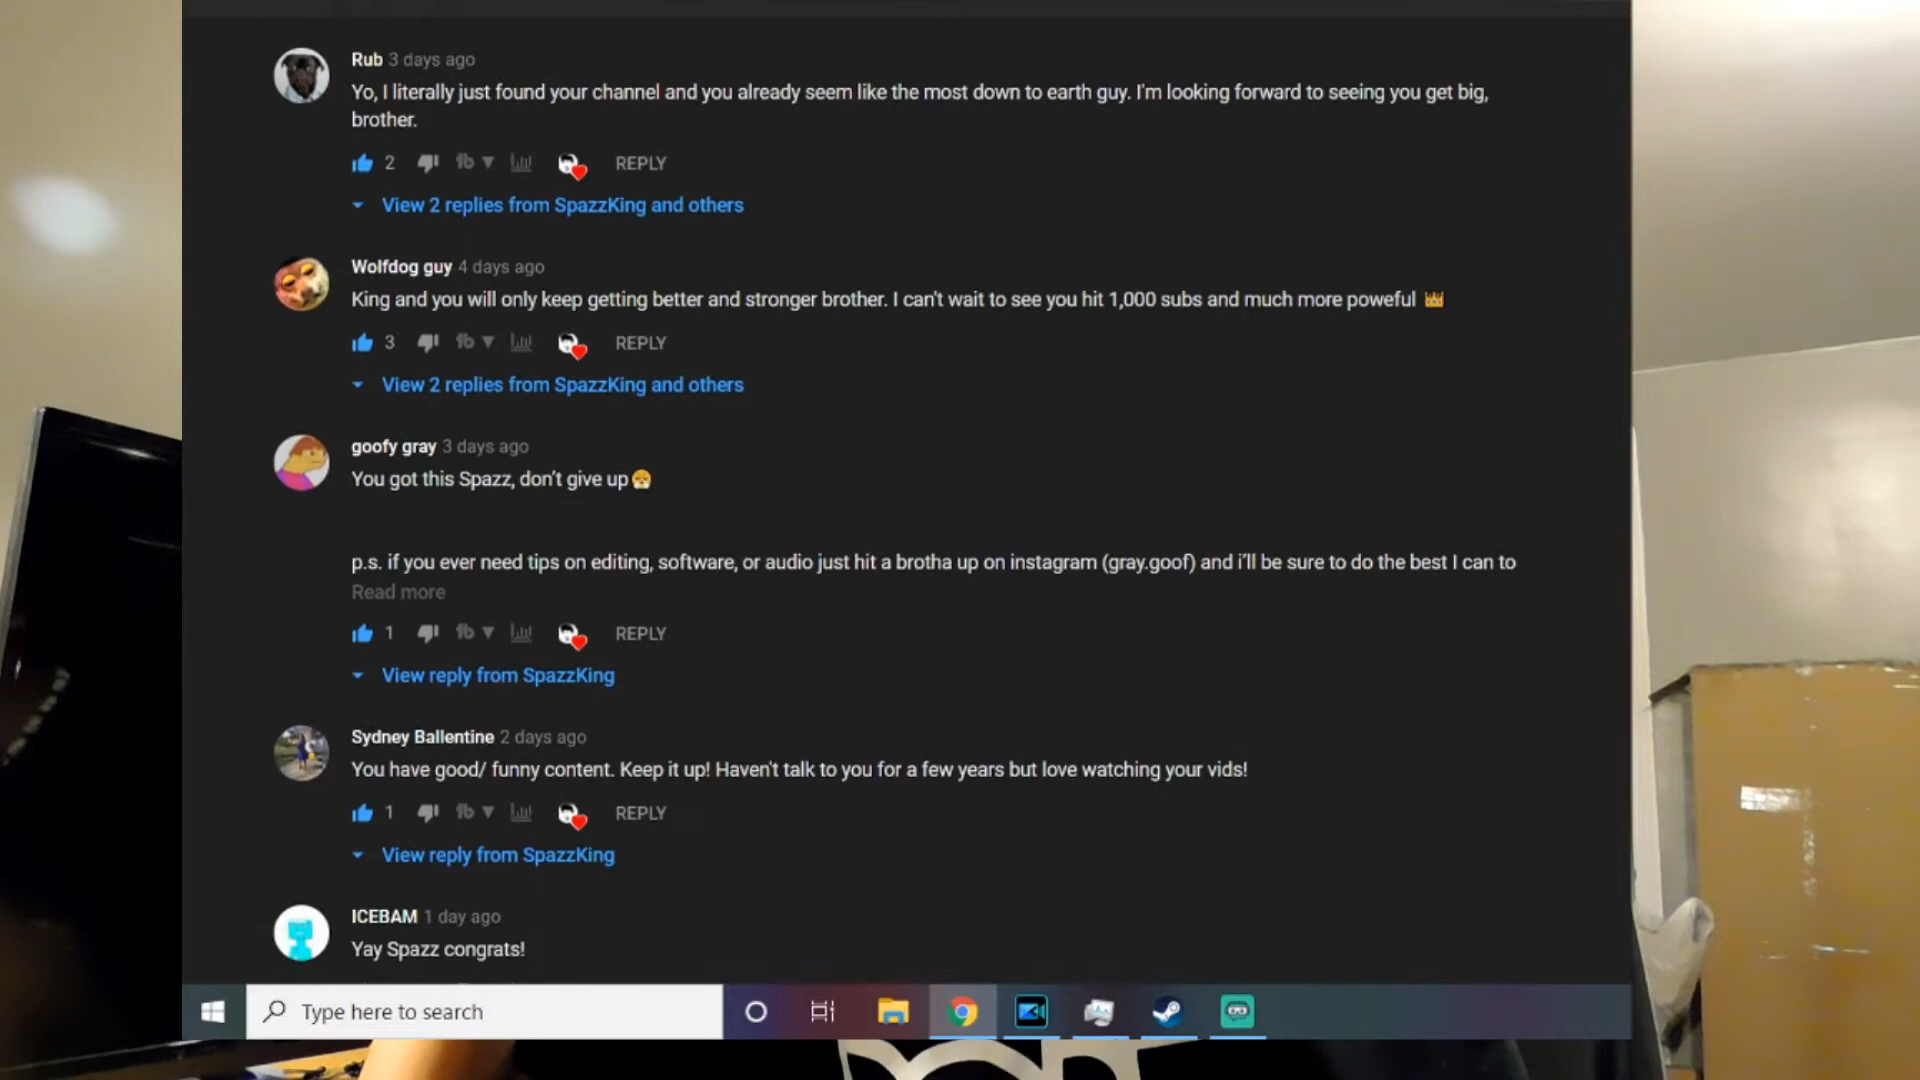 Rub 3 days ago
Yo, I literally just found your channel and you already seem like the most down to earth guy. I'm looking forward to seeing you get big,
brother.
2 REPLY
View 2 replies from SpazzKing and others
Wolfdog guy 4 days ago
King and you will only keep getting better and stronger brother. I can't wait to see you hit 1,000 subs and much more poweful 👑
3 REPLY
View 2 replies from SpazzKing and others
goofy gray 3 days ago
You got this Spazz, don't give up😤
p.s. if you ever need tips on editing, software, or audio just hit a brotha up on instagram (gray.goof) and i'll be sure to do the best I can to
Read more
1 REPLY
View reply from SpazzKing
Sydney Ballentine 2 days ago
You have good/ funny content. Keep it up! Haven't talk to you for a few years but love watching your vids!
1 REPLY
View reply from SpazzKing
ICEBAM 1 day ago
Yay Spazz congrats!
Type here to search